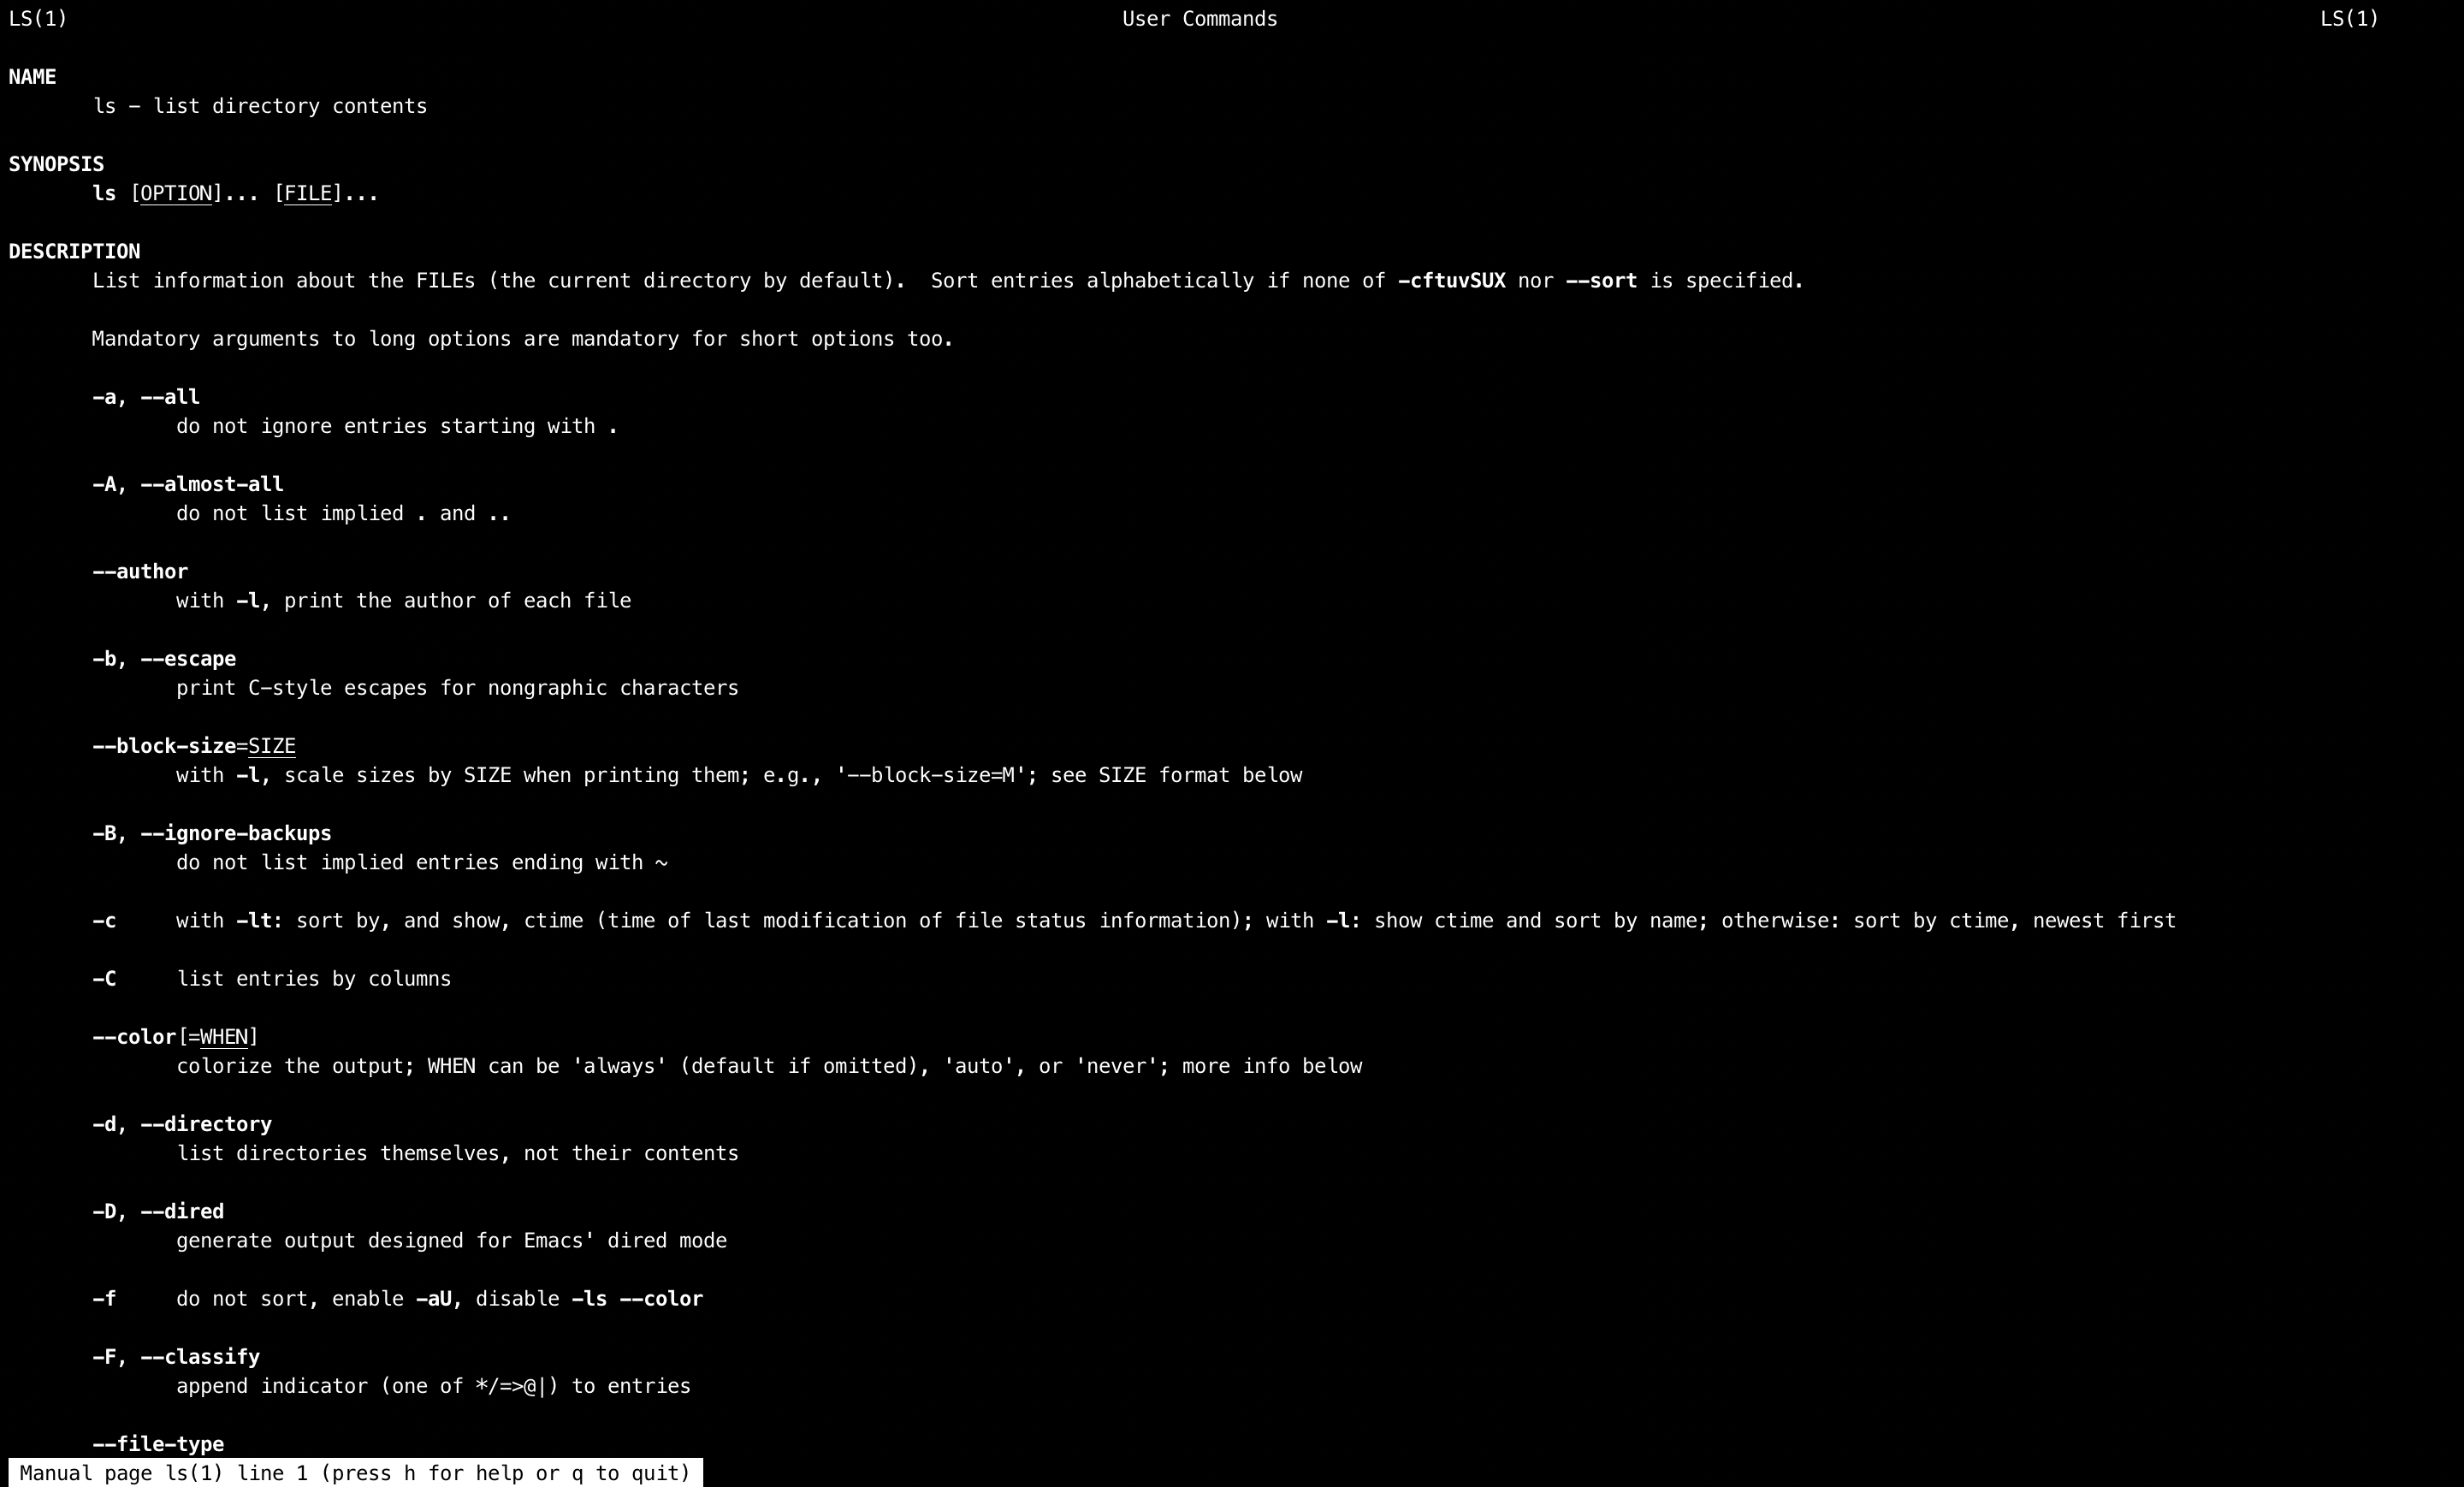 LS(1) User Commands LS(1)
NAME
ls - list directory contents
SYNOPSIS
ls [OPTION]... [FILE]...
DESCRIPTION
List information about the FILEs (the current directory by default).  Sort entries alphabetically if none of -cftuvSUX nor --sort is specified.
Mandatory arguments to long options are mandatory for short options too.
-a, --all
do not ignore entries starting with .
-A, --almost-all
do not list implied . and ..
--author
with -l, print the author of each file
-b, --escape
print C-style escapes for nongraphic characters
--block-size=SIZE
with -l, scale sizes by SIZE when printing them; e.g., '--block-size=M'; see SIZE format below
-B, --ignore-backups
do not list implied entries ending with ~
-c     with -lt: sort by, and show, ctime (time of last modification of file status information); with -l: show ctime and sort by name; otherwise: sort by ctime, newest first
-C     list entries by columns
--color[=WHEN]
colorize the output; WHEN can be 'always' (default if omitted), 'auto', or 'never'; more info below
-d, --directory
list directories themselves, not their contents
-D, --dired
generate output designed for Emacs' dired mode
-f     do not sort, enable -aU, disable -ls --color
-F, --classify
append indicator (one of */=>@|) to entries
--file-type
Manual page ls(1) line 1 (press h for help or q to quit)